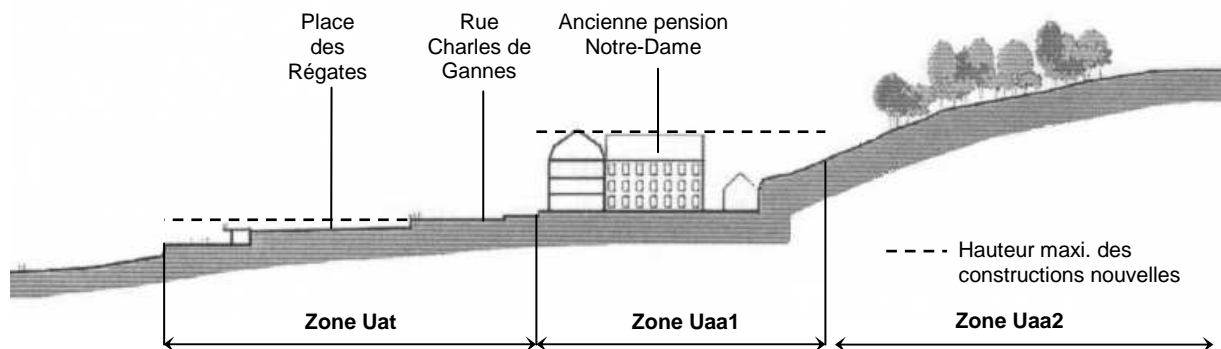 Place
des
Régates
Rue
Charles de
Gannes
Ancienne pension
Notre-Dame
Hauteur maxi. des
constructions nouvelles
Zone Uat
Zone Uaa1
Zone Uaa2